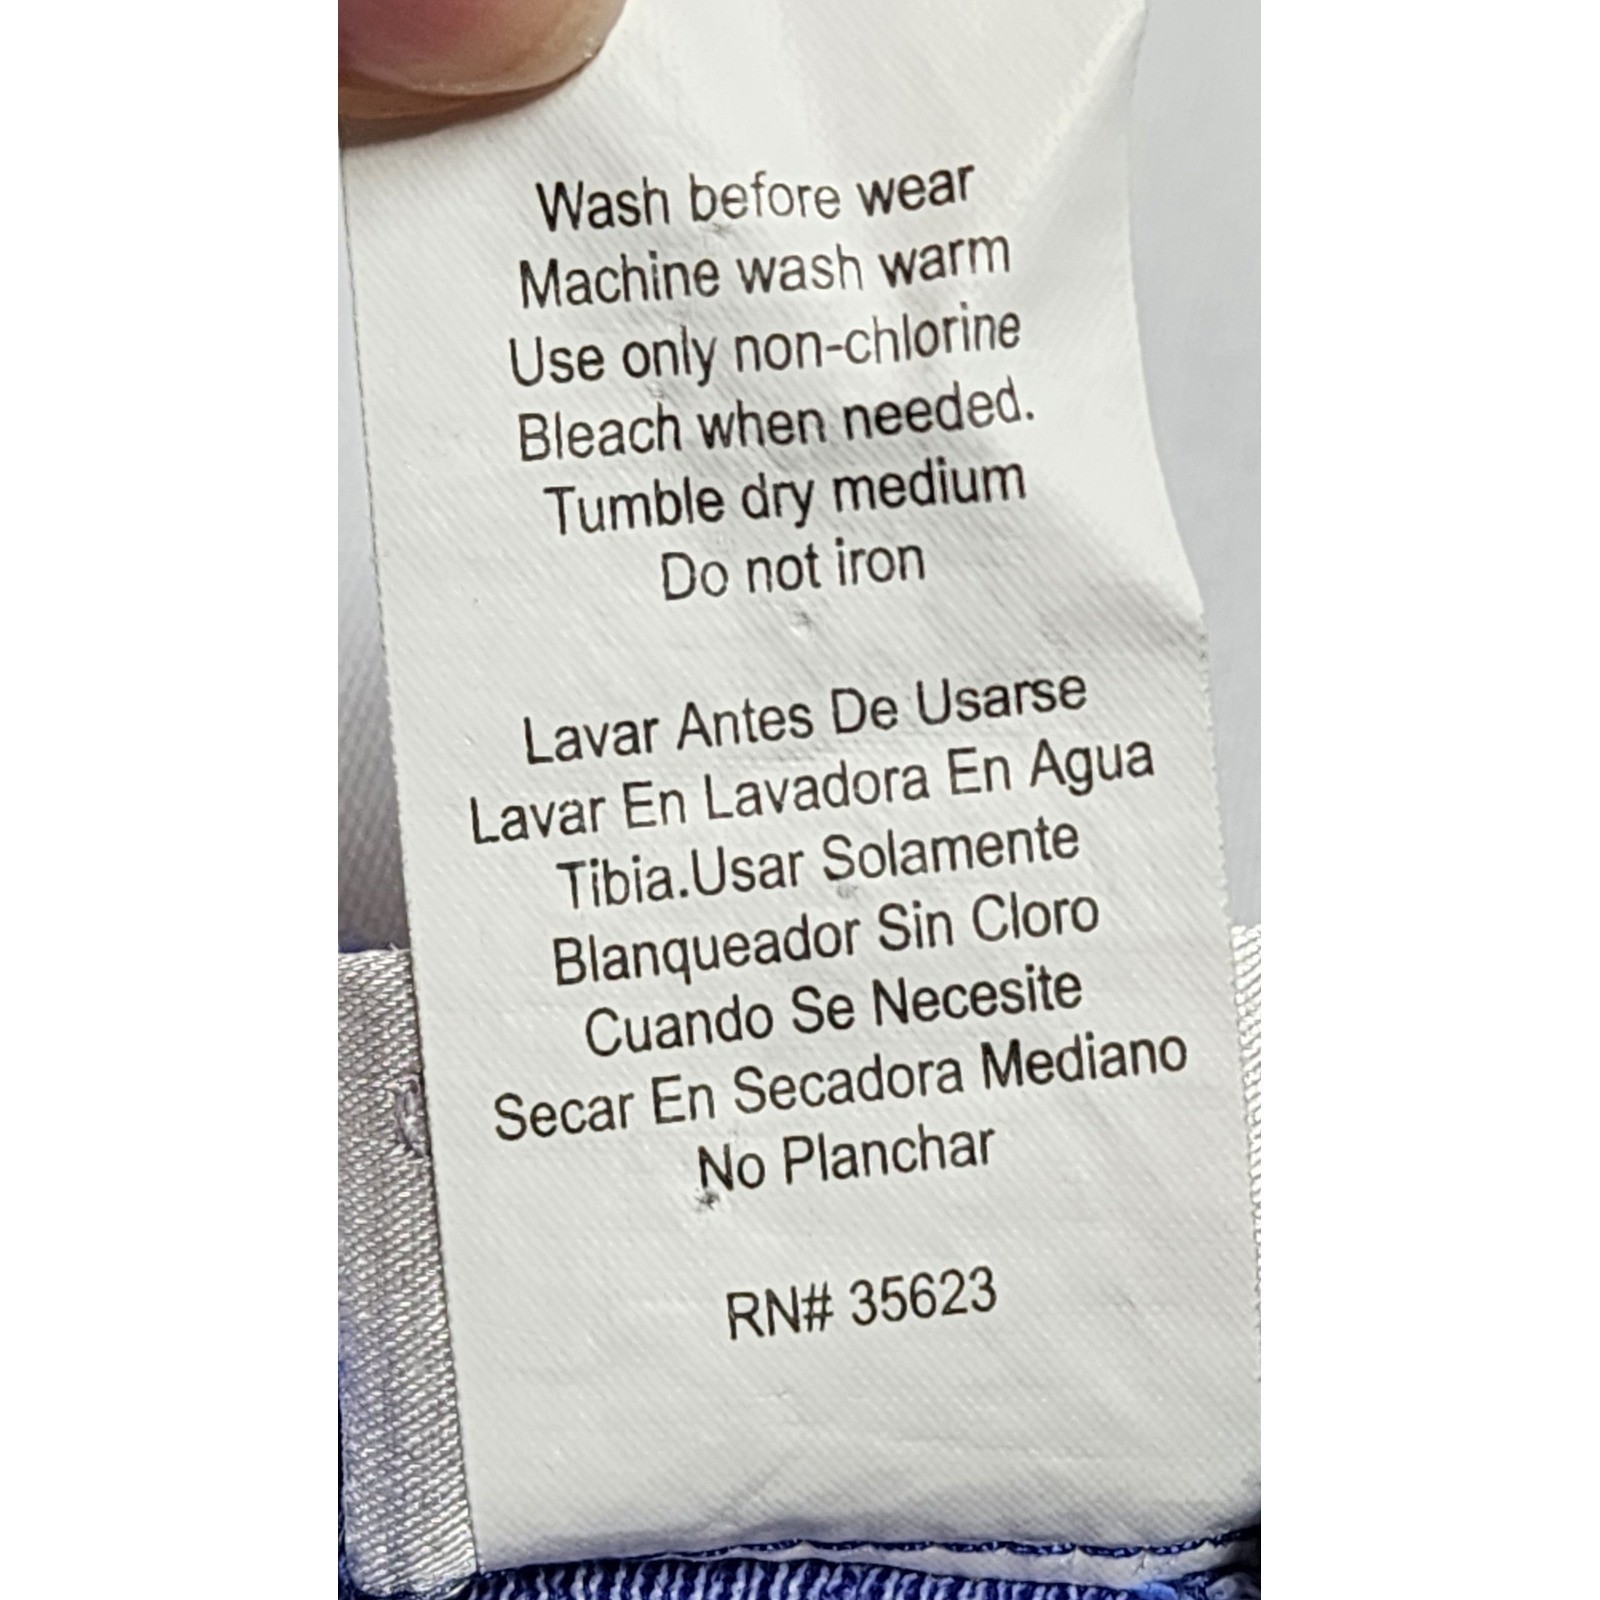 Wash before wear
Machine wash warm
Use only non-chlorine
Bleach when needed.
Tumble dry medium
Do not iron
Lavar Antes De Usarse
Lavar En Lavadora En Agua
Tibia.Usar Solamente
Blanqueador Sin Cloro
Cuando Se Necesite
Secar En Secadora Mediano
No Planchar
RN# 35623